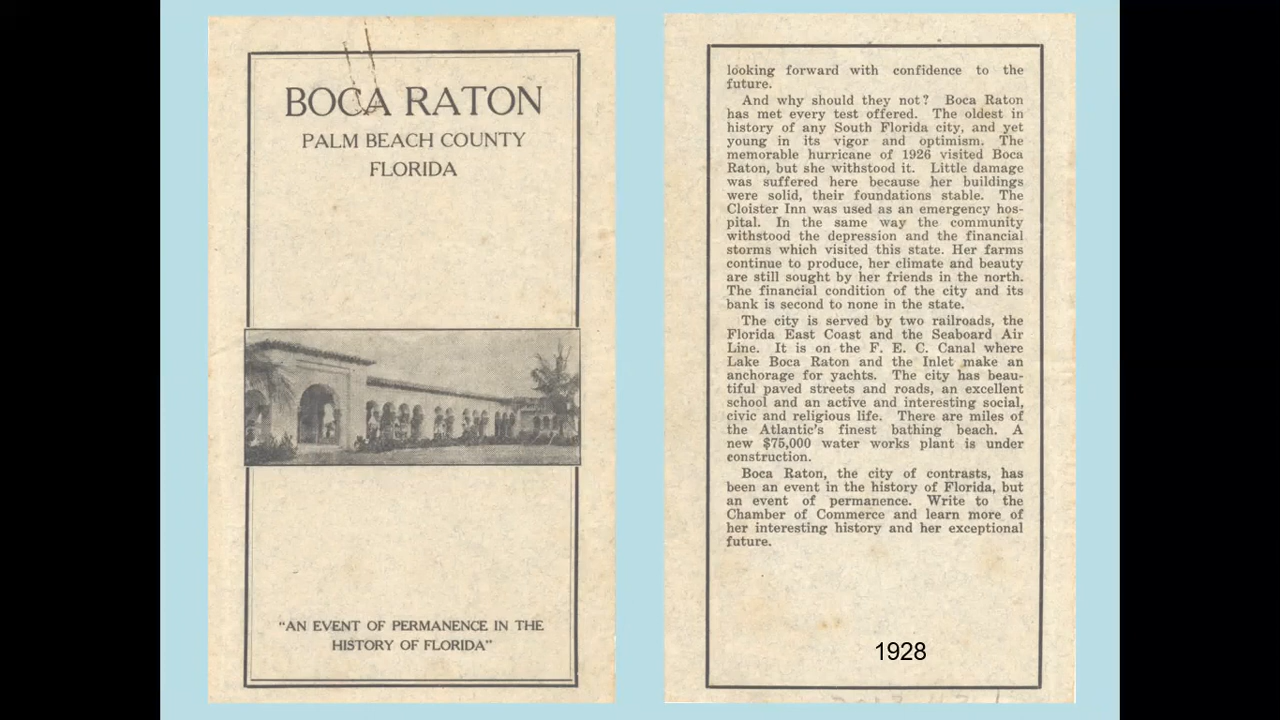 BOCA RATON
PALM BEACH COUNTY
FLORIDA
"AN EVENT OF PERMANENCE IN THE
HISTORY OF FLORIDA"
looking forward with confidence to the
future.
And why should they not? Boca Raton
has met every test offered. The oldest in
history of any South Florida city, and yet
young in its vigor and optimism. The
memorable hurricane of 1926 visited Boca
Raton, but she withstood it. Little damage
was suffered here because her buildings
were solid, their foundations stable. The
Cloister Inn was used as an emergency hos-
pital. In the same way the community
withstood the depression and the financial
storms which visited this state. Her farms
continue to produce, her climate and beauty
are still sought by her friends in the north.
The financial condition of the city and its
bank is second to none in the state.
The city is served by two railroads, the
Florida East Coast and the Seaboard Air
Line. It is on the F. E. C. Canal where
Lake Boca Raton and the Inlet make an
anchorage for yachts. The city has beau-
tiful paved streets and roads, an excellent
school and an active and interesting social,
civic and religious life. There are miles of
the Atlantic's finest bathing beach. A
new $75,000 water works plant is under
construction.
Boca Raton, the city of contrasts, has
been an event in the history of Florida, but
an event of permanence. Write to the
Chamber of Commerce and learn more of
her interesting history and her exceptional
future.
1928